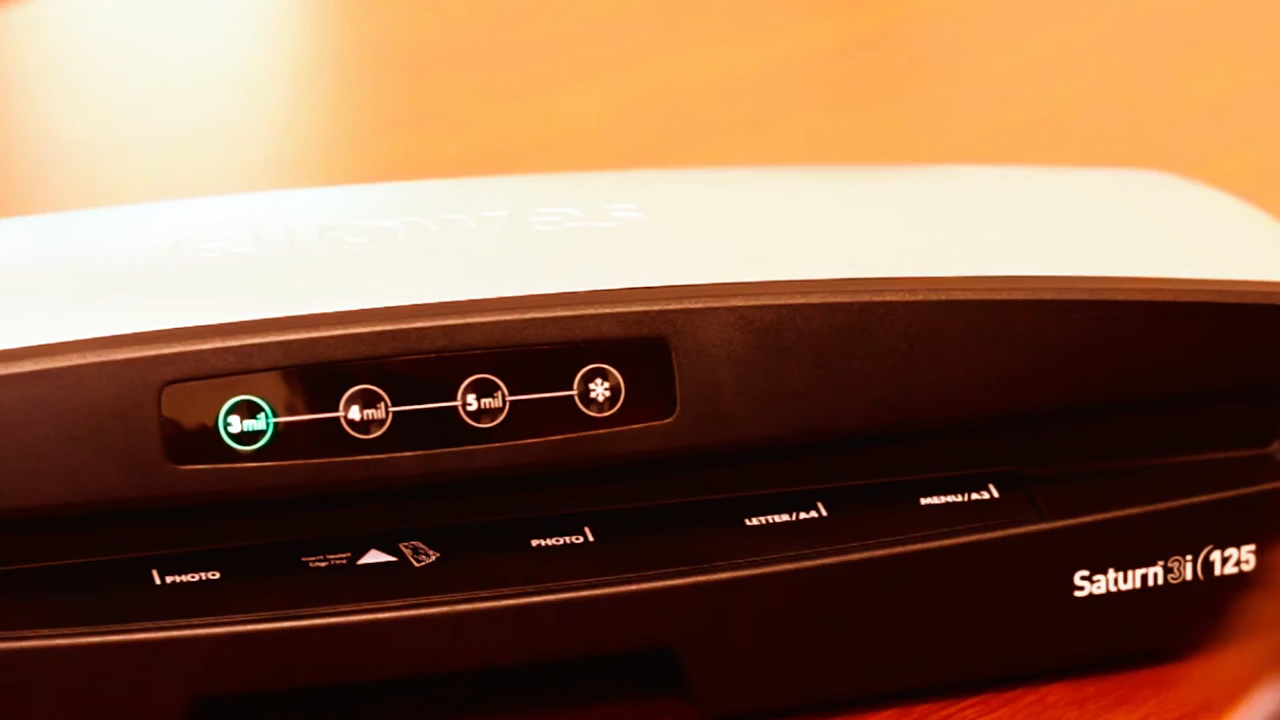 3mil 4mil 5mil
PHOTO
PHOTO
LETTER/A4
MENU/A3
Saturn 3i 125